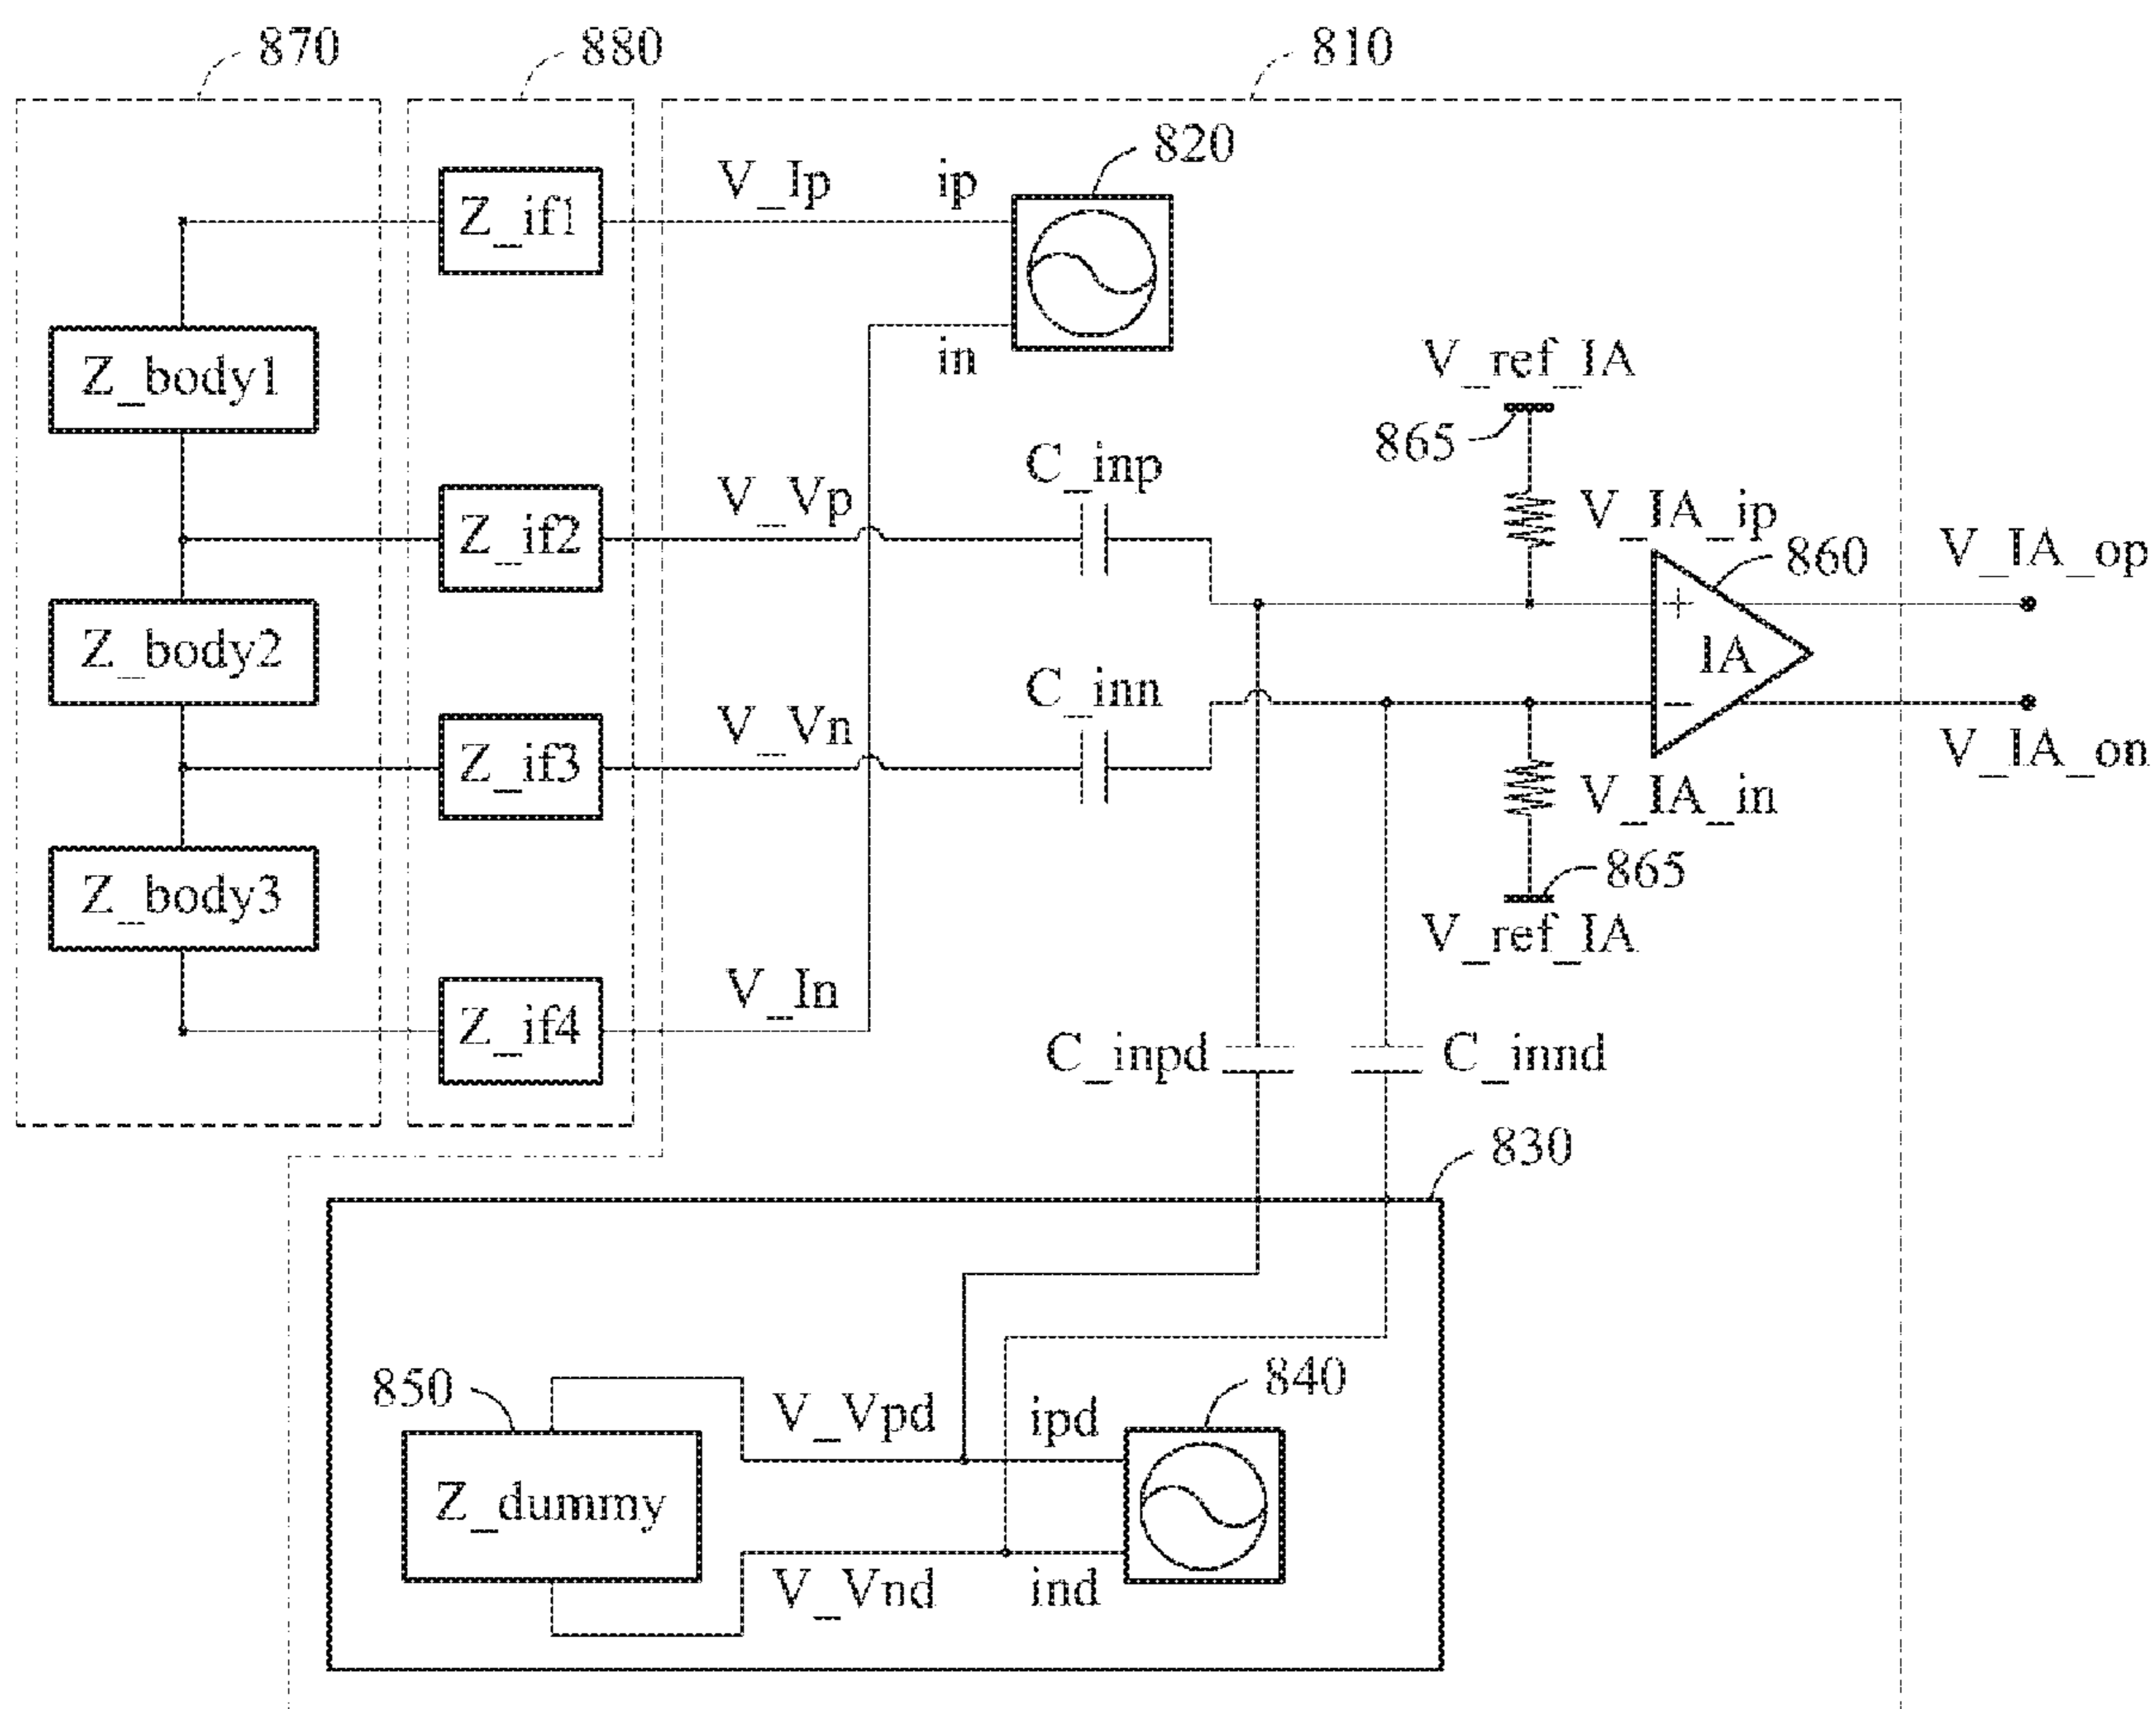 870
880
810
820
Z_if1
V_Ip
ip
in
Z_body1
V_ref_IA
865
C_inp
V_Vp
Z_if2
V_IA_ip
860
V_IA_op
+
IA
Z_body2
C_inn
V_Vn
Z_if3
−
V_IA_on
V_IA_in
865
V_ref_IA
Z_body3
V_In
Z_if4
C_inpd
C_innd
830
850
840
V_Vpd
ipd
Z_dummy
V_Vnd
ind